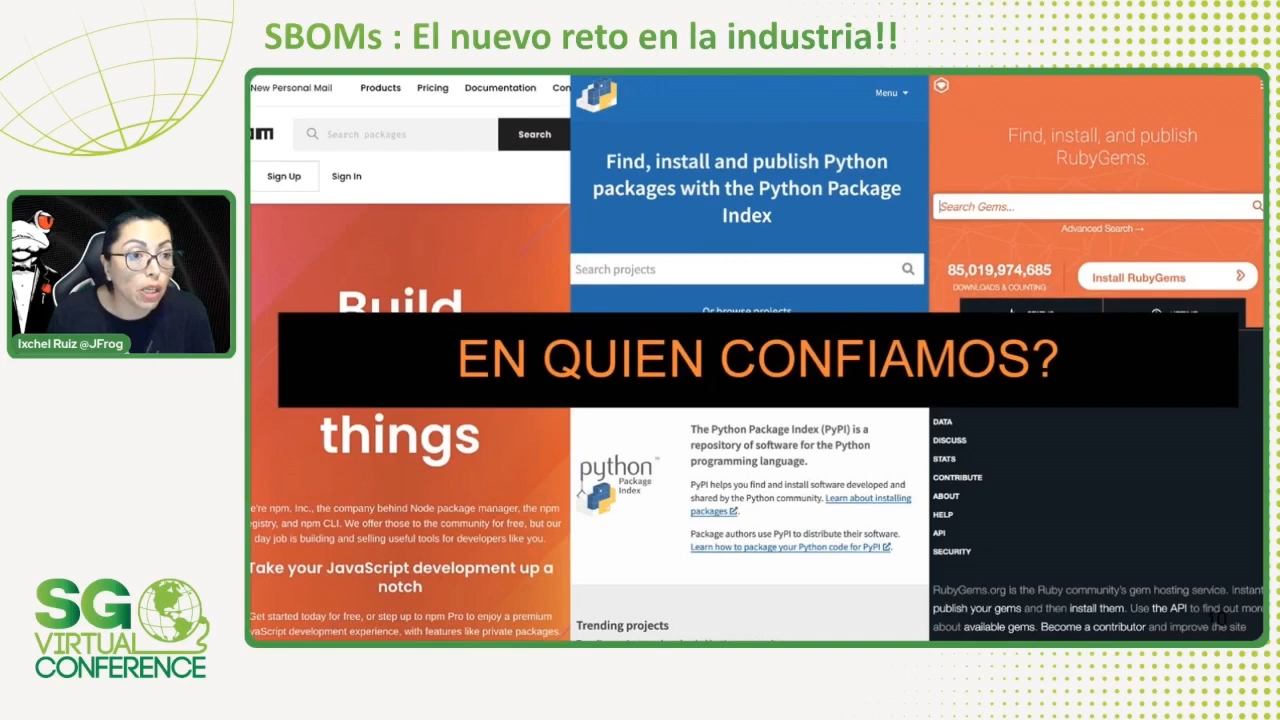 SBOMs : El nuevo reto en la industria!!
New Personal Mail
Products
Pricing
Documentation
Con
Search packages
Search
Sign Up
Sign In
Build
things
e're npm, Inc., the company behind Node package manager, the npm
egistry, and npm CLI. We offer those to the community for free, but our
day job is building and selling useful tools for developers like you.
Take your JavaScript development up a
notch
Get started today for free, or step up to npm Pro to enjoy a premium
vaScript development experience, with features like private packages.
Menu
Find, install and publish Python
packages with the Python Package
Index
Search projects
Or browse projects
EN QUIEN CONFIAMOS?
python
Package
Index
The Python Package Index (PyPI) is a
repository of software for the Python
programming language.
PyPI helps you find and install software developed and
shared by the Python community. Learn about installing
packages
Package authors use PyPI to distribute their software.
Learn how to package your Python code for PyPI
.
Trending projects
Find, install, and publish
RubyGems.
Search Gems...
Advanced Search →
85,019,974,685
DOWNLOADS & COUNTING
Install RubyGems
DATA
DISCUSS
STATS
CONTRIBUTE
ABOUT
HELP
API
SECURITY
RubyGems.org is the Ruby community's gem hosting service. Instant
publish your gems and then install them. Use the API to find out more
about available gems. Become a contributor and improve the site
Ixchel Ruiz @JFrog
SG
VIRTUAL
CONFERENCE